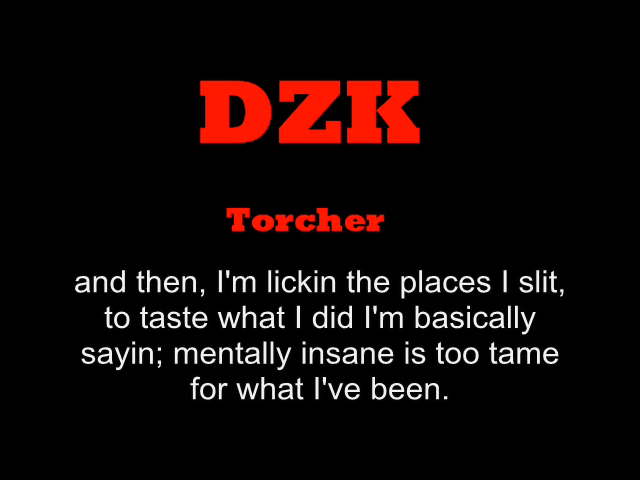 DZK
Torcher
and then, I'm lickin the places I slit,
to taste what I did I'm basically
sayin; mentally insane is too tame
for what I've been.